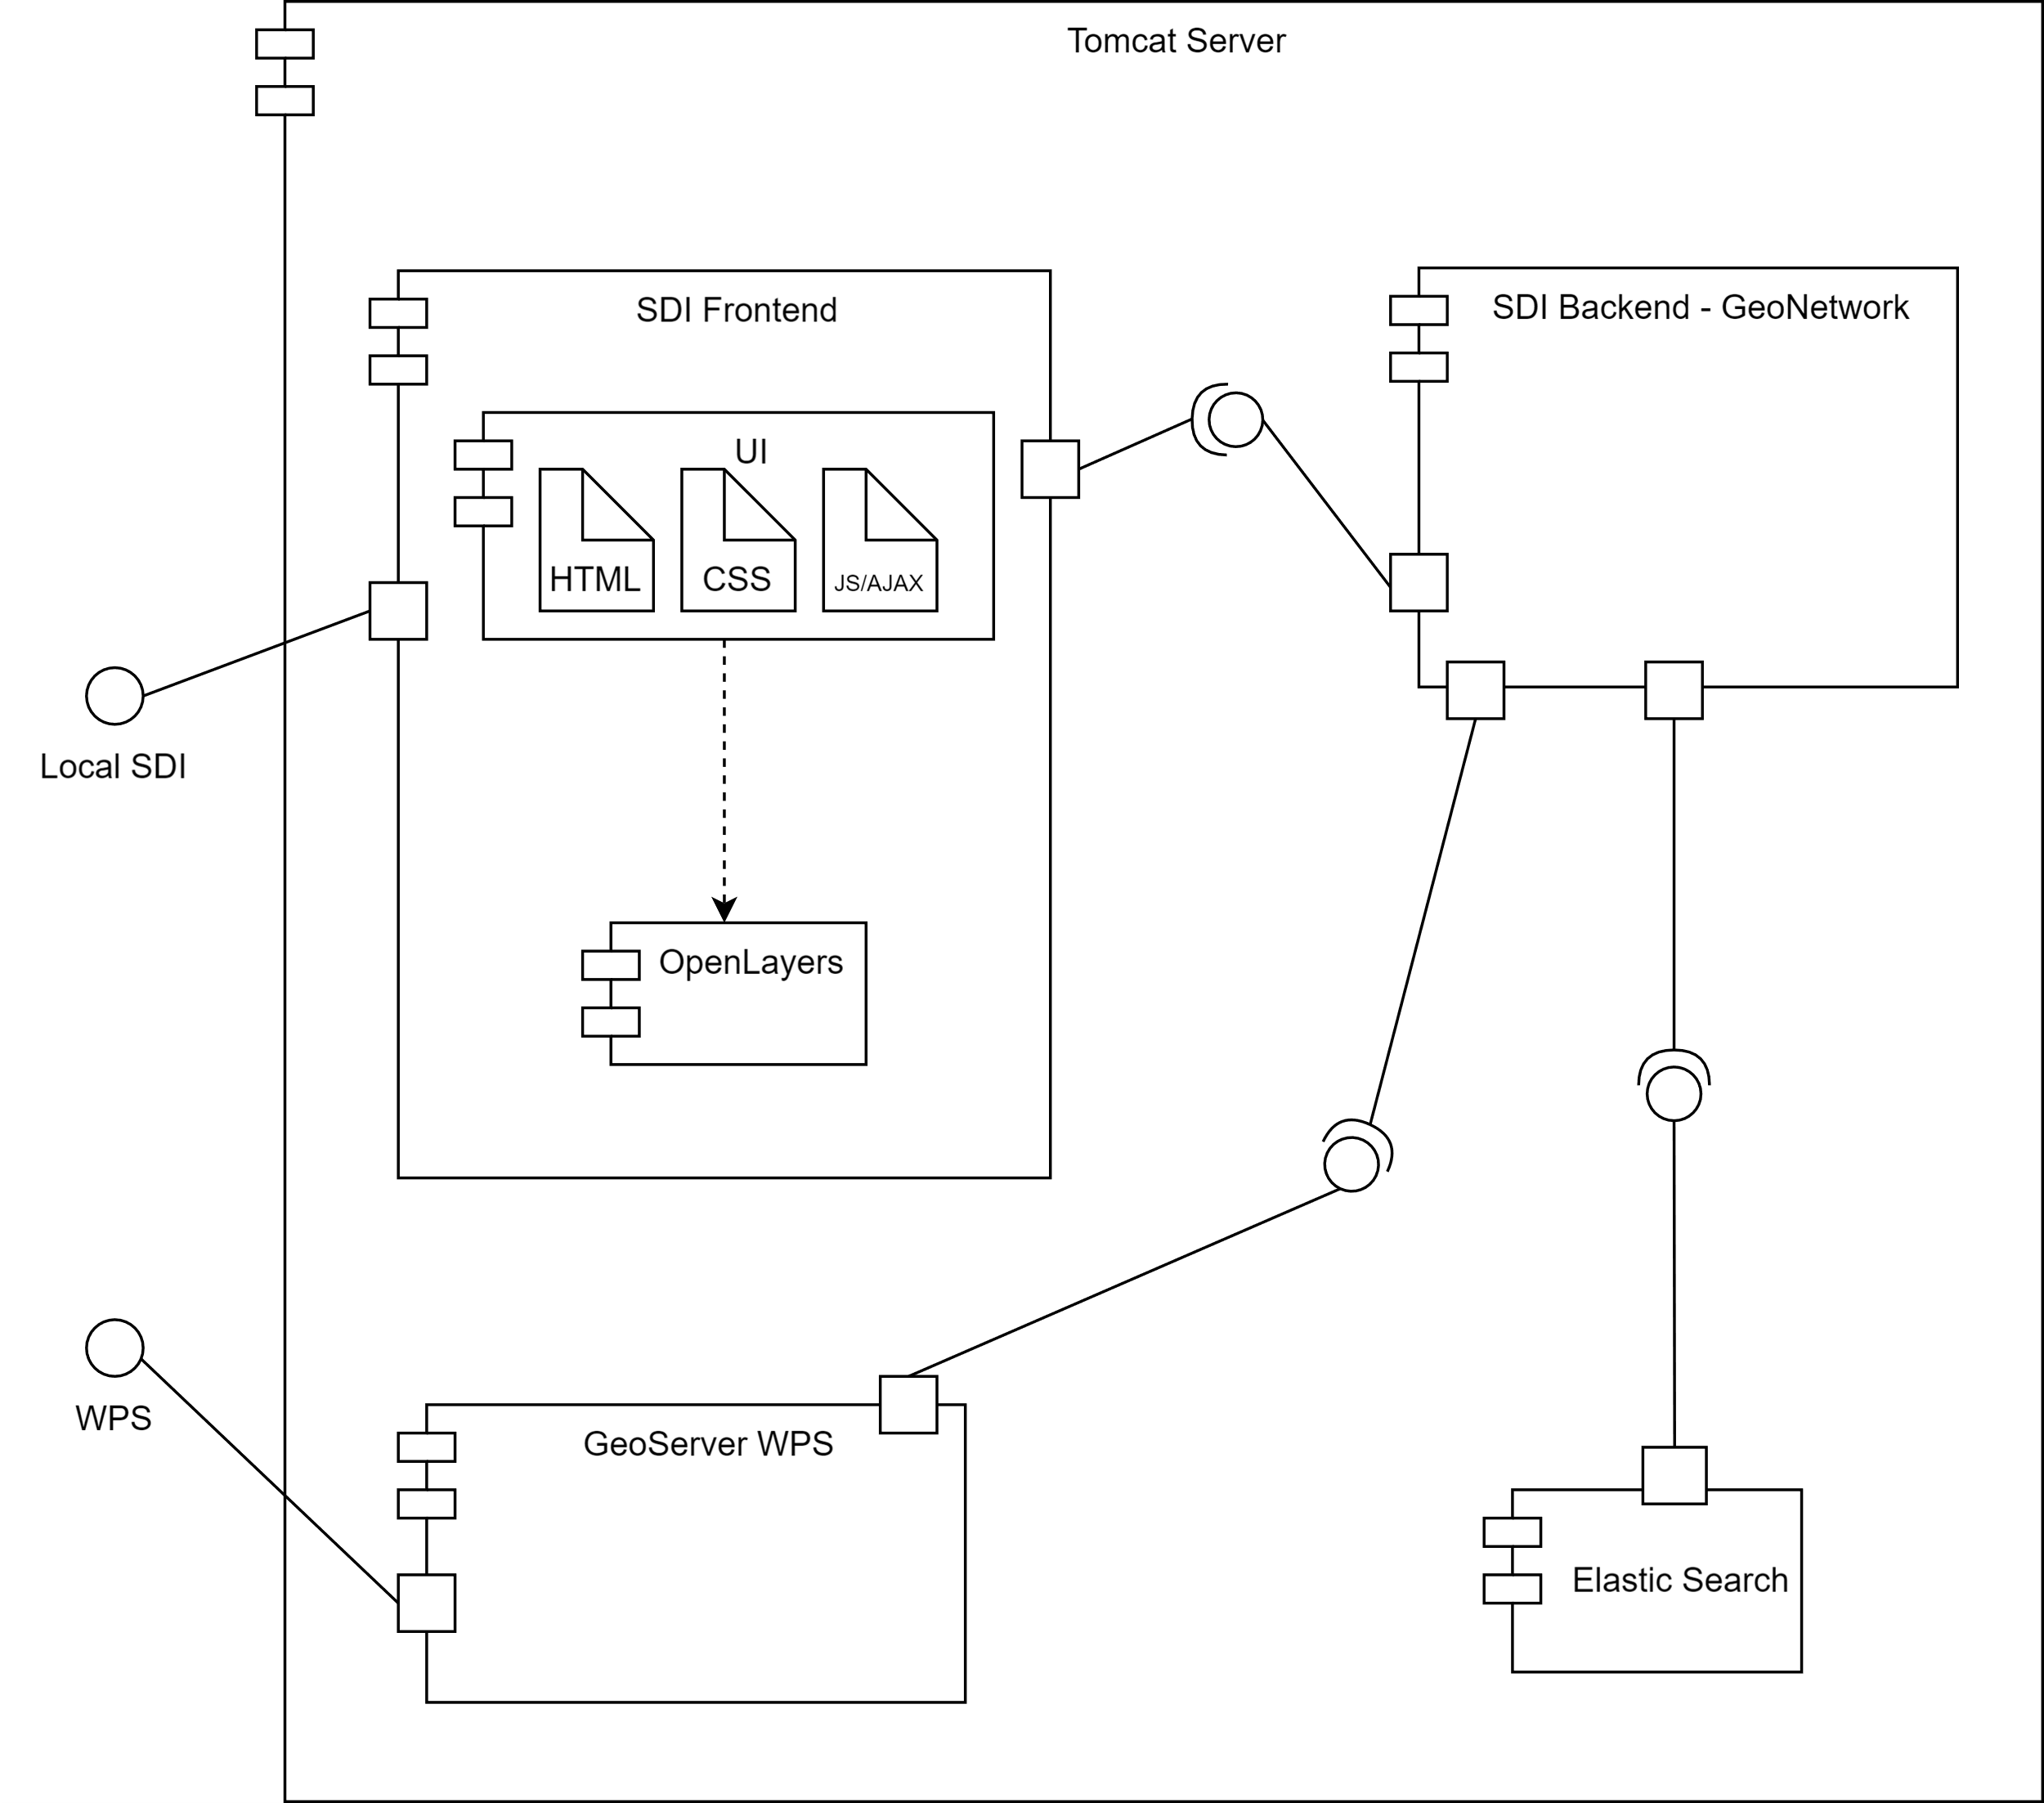 Tomcat Server
SDI Frontend
SDI Backend - GeoNetwork
UI
HTML
CSS
JS/AJAX
Local SDI
OpenLayers
WPS
GeoServer WPS
Elastic Search